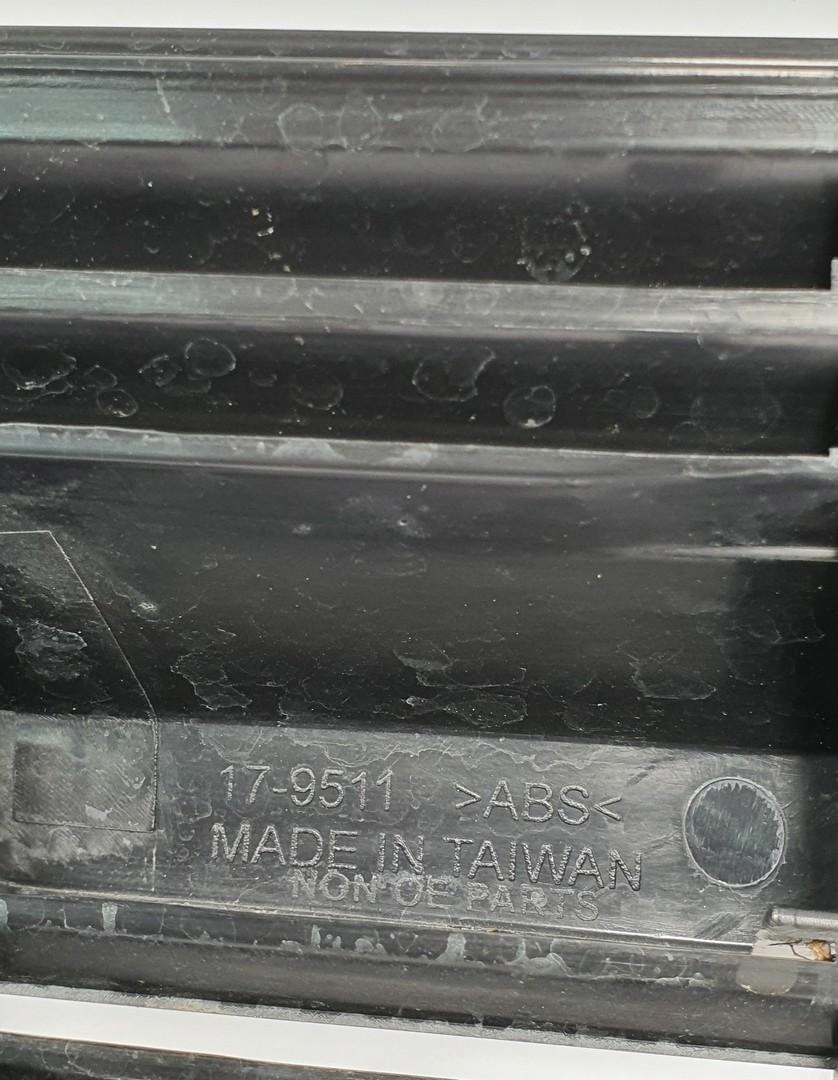 17-9511 >ABS<
MADE IN TAIWAN
NON OE PARTS